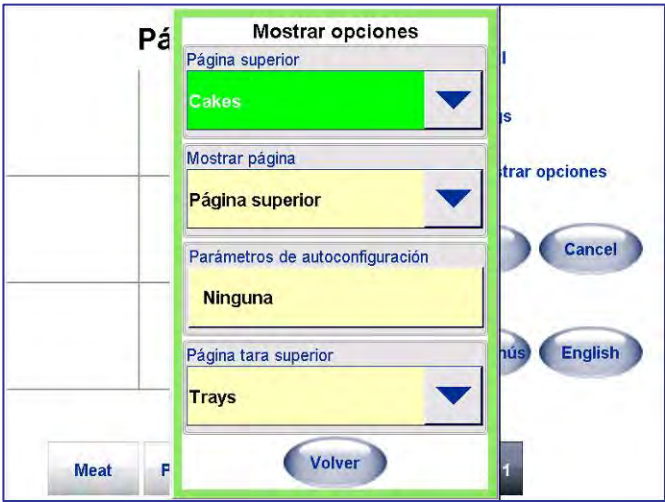 Pá
Mostrar opciones
Página superior
Cakes
Mostrar página
Página superior
Parámetros de autoconfiguración
Ninguna
Página tara superior
Trays
Volver
l
gs
strar opciones
Cancel
nús
English
Meat
P
1